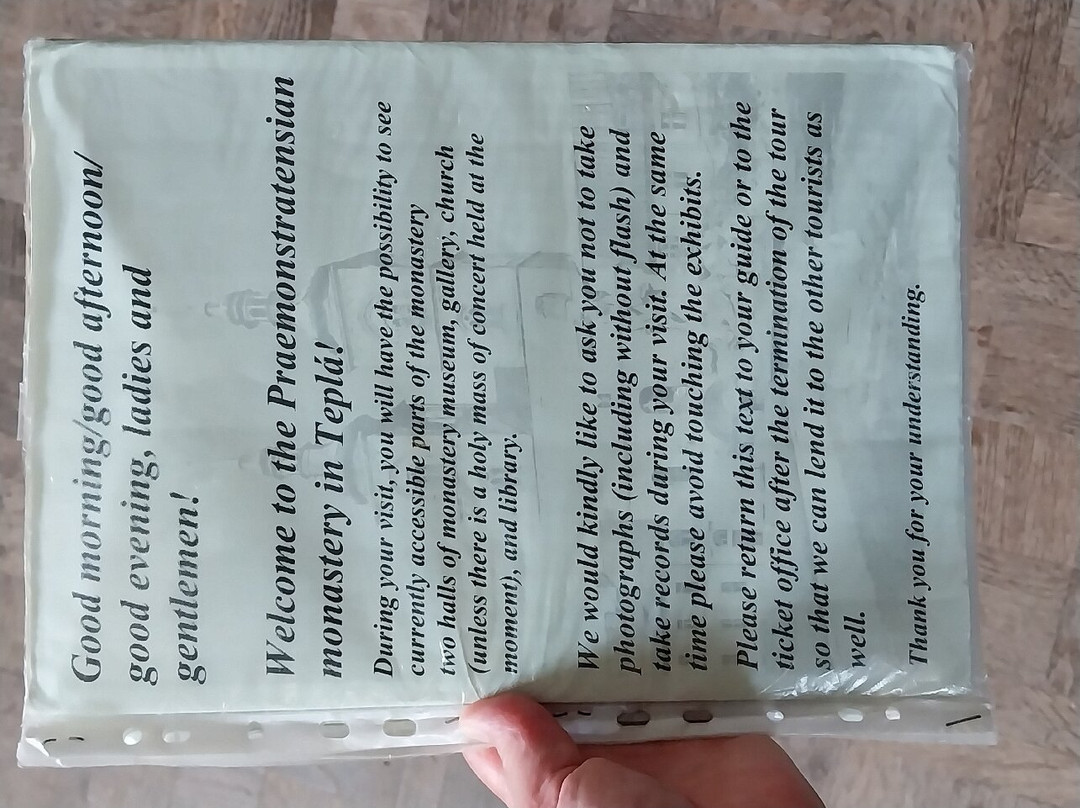 Good morning/good afternoon/
good evening, ladies and
gentlemen!
Welcome to the Praemonstratensian
monastery in Teplá!
During your visit, you will have the possibility to see
currently accessible parts of the monastery
two halls of monastery museum, gallery, church
(unless there is a holy mass of concert held at the
moment), and library.
We would kindly like to ask you not to take
photographs (including without flash) and
take records during your visit. At the same
time please avoid touching the exhibits.
Please return this text to your guide or to the
ticket office after the termination of the tour
so that we can lend it to the other tourists as
well.
Thank you for your understanding.